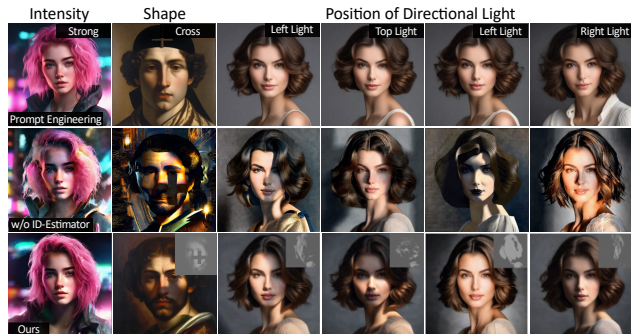 Intensity Shape Position of Directional Light
Strong Cross Left Light Top Light Left Light Right Light
Prompt Engineering
w/o ID-Estimator
Ours